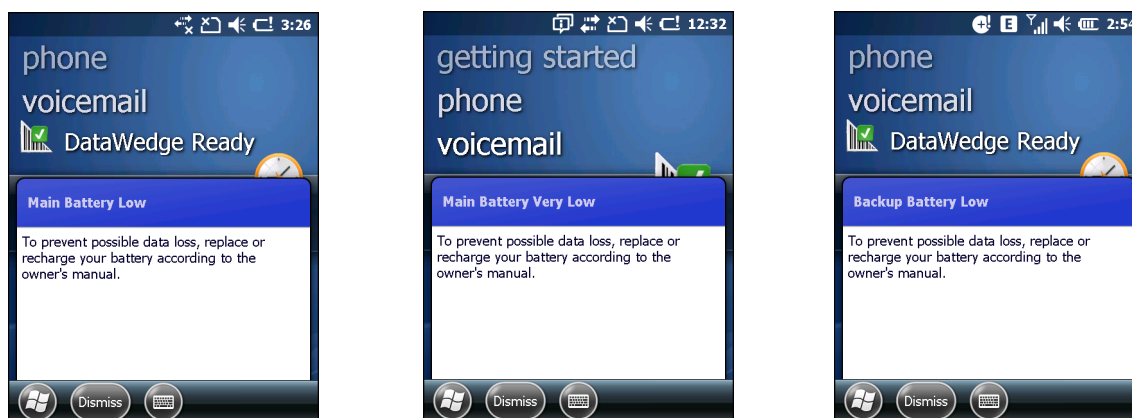 3:26
phone
voicemail
DataWedge Ready
Main Battery Low
To prevent possible data loss, replace or
recharge your battery according to the
owner's manual.
Dismiss
12:32
getting started
phone
voicemail
Main Battery Very Low
To prevent possible data loss, replace or
recharge your battery according to the
owner's manual.
Dismiss
E 2:54
phone
voicemail
DataWedge Ready
Backup Battery Low
To prevent possible data loss, replace or
recharge your battery according to the
owner's manual.
Dismiss